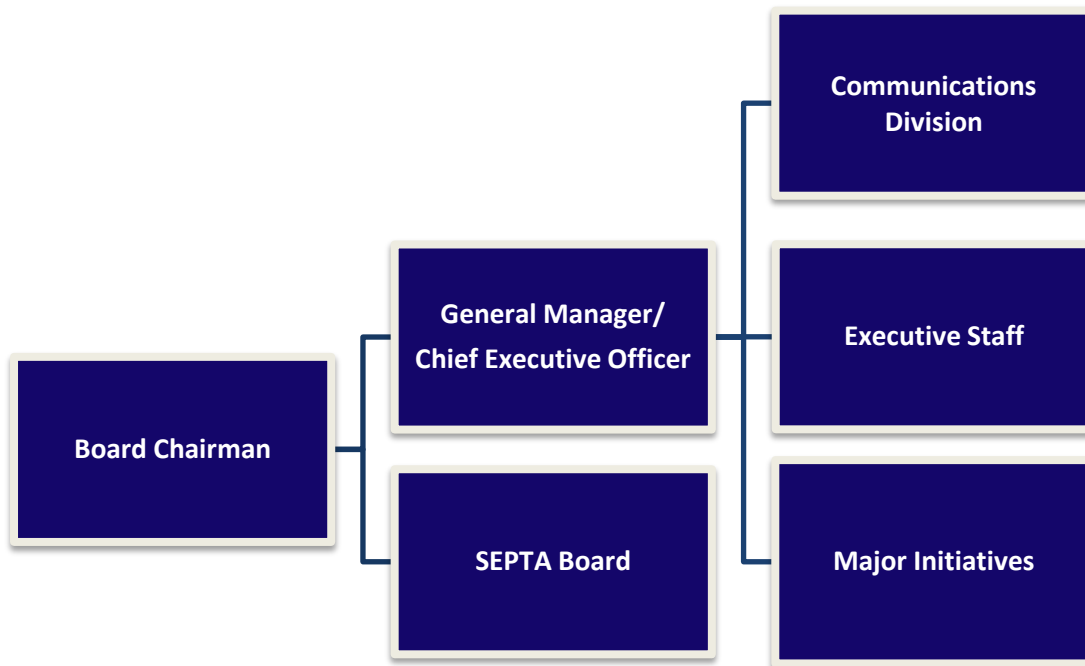 Communications
Division
General Manager/
Chief Executive Officer
Executive Staff
Board Chairman
SEPTA Board
Major Initiatives